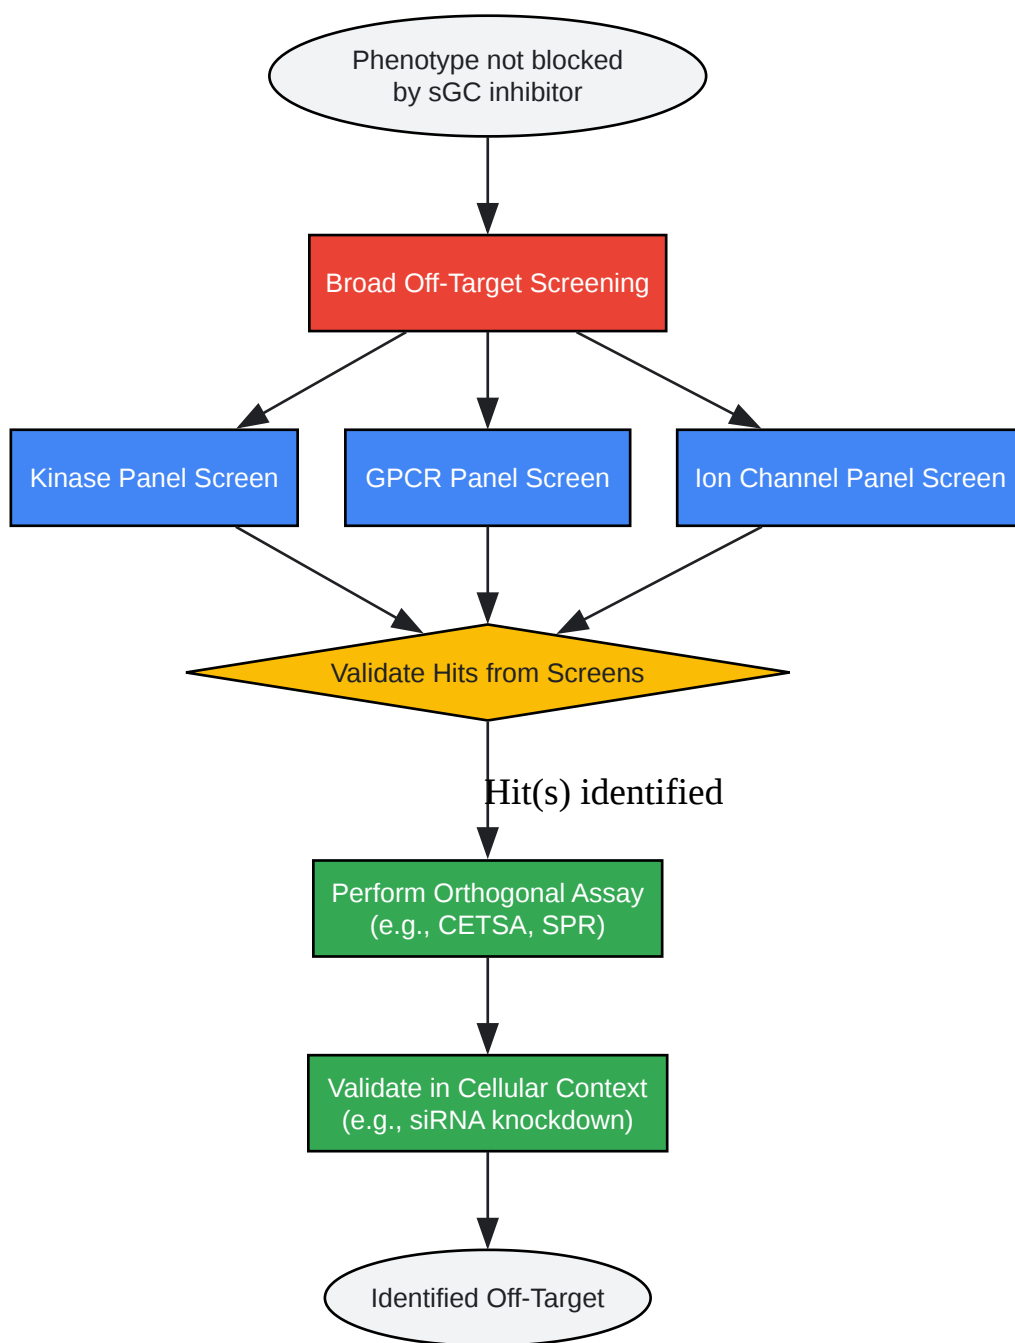 Phenotype not blocked
by sGC inhibitor
Broad Off-Target Screening
Kinase Panel Screen
GPCR Panel Screen
Ion Channel Panel Screen
Validate Hits from Screens
Hit(s) identified
Perform Orthogonal Assay
(e.g., CETSA, SPR)
Validate in Cellular Context
(e.g., siRNA knockdown)
Identified Off-Target